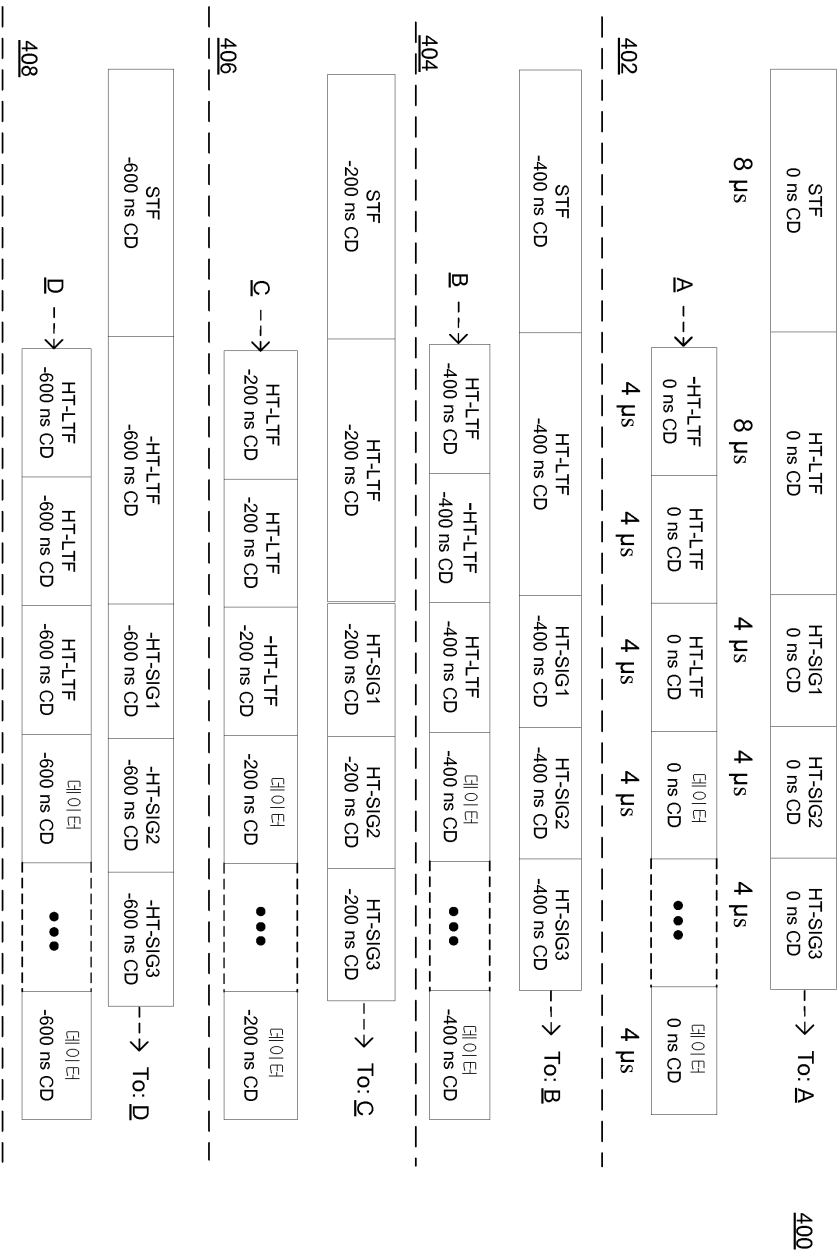 STF
0 ns CD
HT-LTF
0 ns CD
HT-SIG1
0 ns CD
HT-SIG2
0 ns CD
HT-SIG3
0 ns CD
To: A
400
8 µs
8 µs
4 µs
4 µs
4 µs
A
-HT-LTF
0 ns CD
HT-LTF
0 ns CD
HT-LTF
0 ns CD
데이터
0 ns CD
데이터
0 ns CD
402
4 µs
4 µs
4 µs
4 µs
4 µs
STF
-400 ns CD
HT-LTF
-400 ns CD
HT-SIG1
-400 ns CD
HT-SIG2
-400 ns CD
HT-SIG3
-400 ns CD
To: B
B
HT-LTF
-400 ns CD
-HT-LTF
-400 ns CD
HT-LTF
-400 ns CD
데이터
-400 ns CD
데이터
-400 ns CD
404
STF
-200 ns CD
HT-LTF
-200 ns CD
HT-SIG1
-200 ns CD
HT-SIG2
-200 ns CD
HT-SIG3
-200 ns CD
To: C
C
HT-LTF
-200 ns CD
HT-LTF
-200 ns CD
-HT-LTF
-200 ns CD
데이터
-200 ns CD
데이터
-200 ns CD
406
STF
-600 ns CD
-HT-LTF
-600 ns CD
-HT-SIG1
-600 ns CD
-HT-SIG2
-600 ns CD
-HT-SIG3
-600 ns CD
To: D
D
HT-LTF
-600 ns CD
HT-LTF
-600 ns CD
HT-LTF
-600 ns CD
데이터
-600 ns CD
데이터
-600 ns CD
408